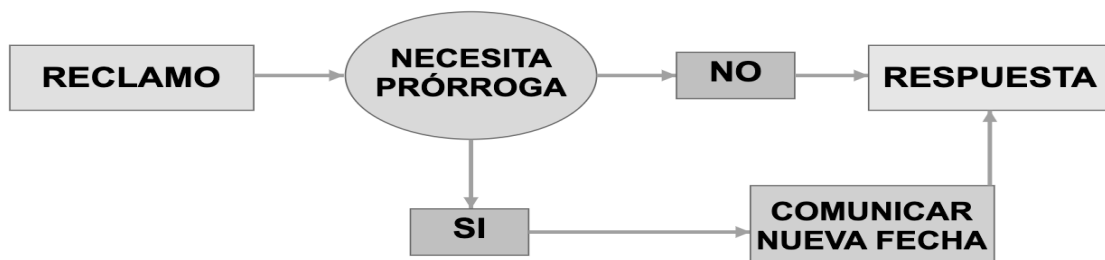 RECLAMO
NECESITA
PRÓRROGA
NO
RESPUESTA
SI
COMUNICAR
NUEVA FECHA